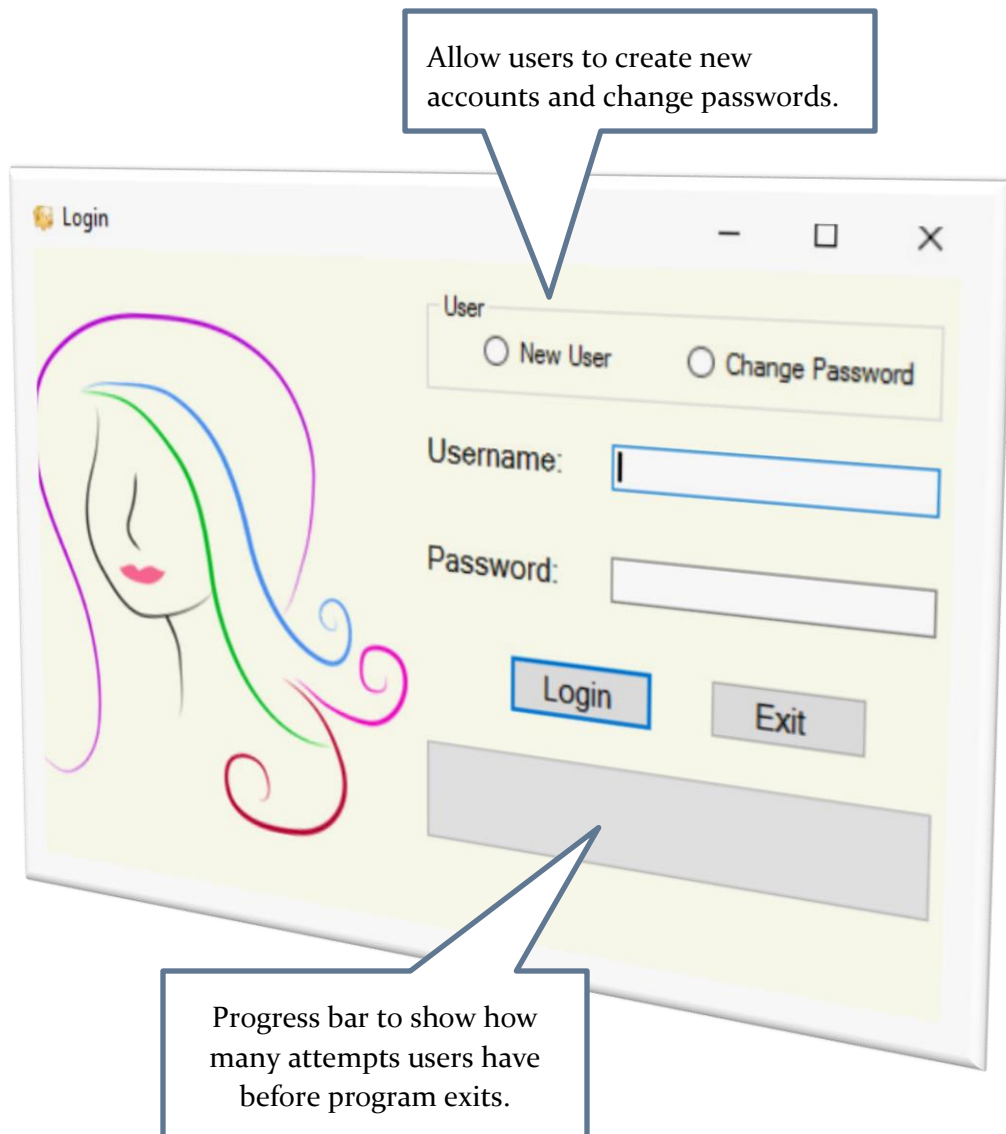 Allow users to create new
accounts and change passwords.
Login
User
New User
Change Password
Username:
Password:
Login
Exit
Progress bar to show how
many attempts users have
before program exits.